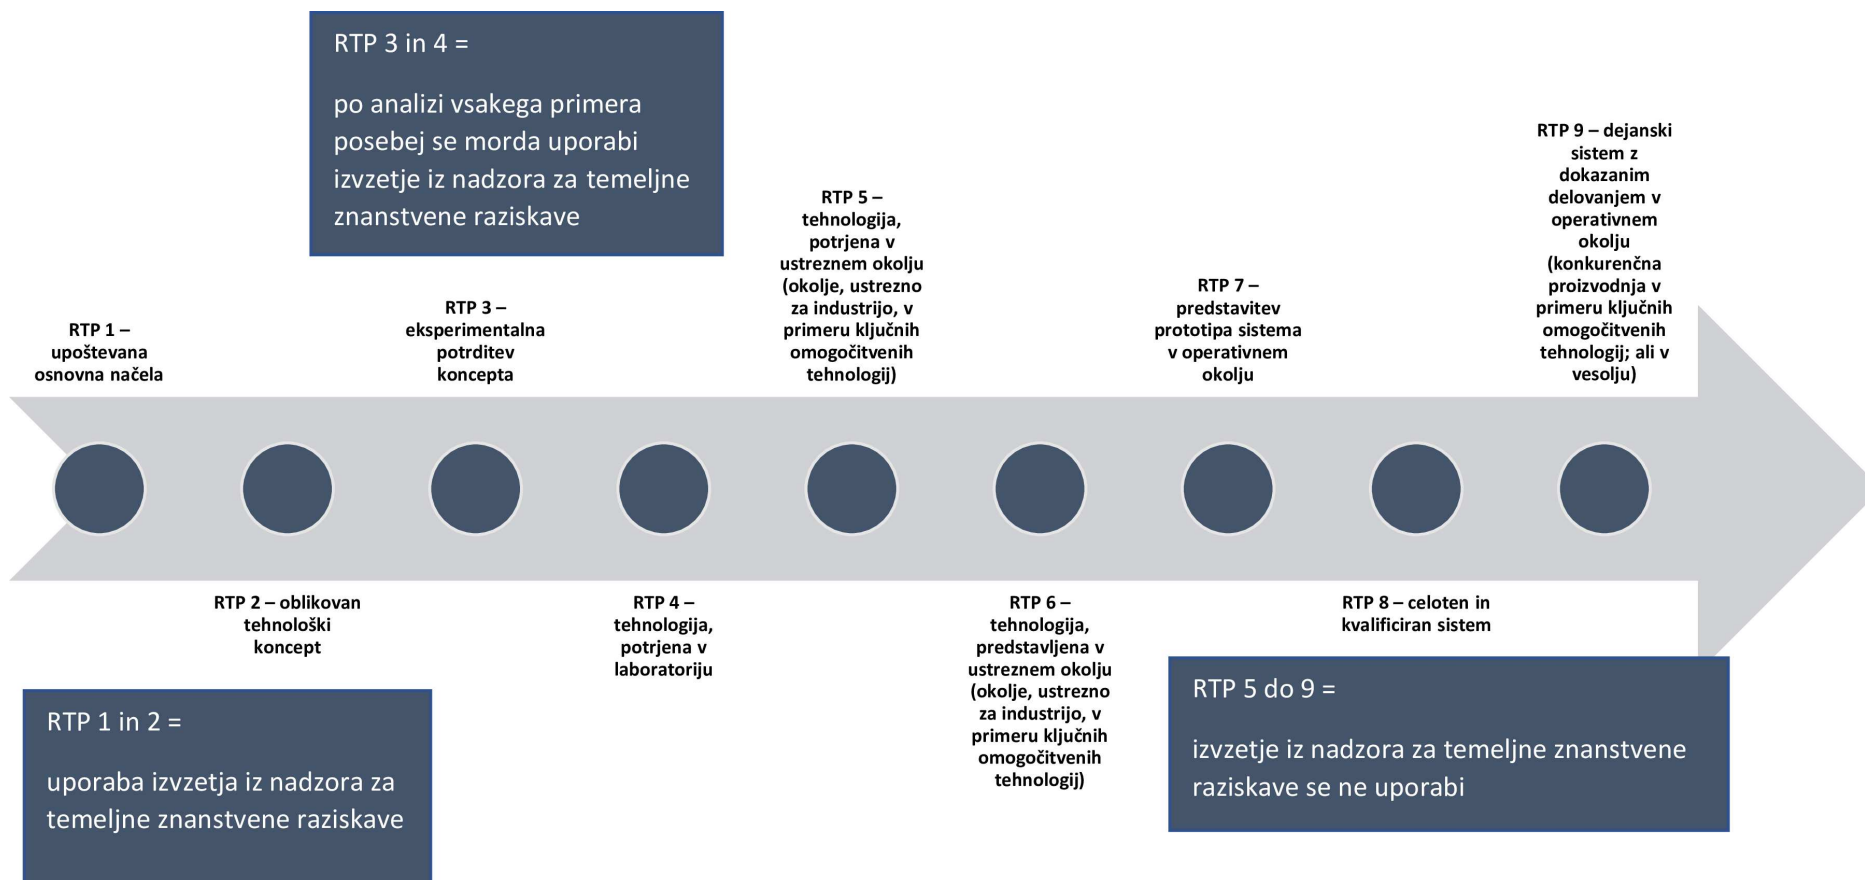 RTP 3 in 4 =
po analizi vsakega primera
posebej se morda uporabi
izvzetje iz nadzora za temeljne
znanstvene raziskave
RTP 1 –
upoštevana
osnovna načela
RTP 3 –
eksperimentalna
potrditev
koncepta
RTP 5 –
tehnologija,
potrjena v
ustreznem okolju
(okolje, ustrezno
za industrijo, v
primeru ključnih
omogočitvenih
tehnologij)
RTP 7 –
predstavitev
prototipa sistema
v operativnem
okolju
RTP 9 – dejanski
sistem z
dokazanim
delovanjem v
operativnem
okolju
(konkurenčna
proizvodnja v
primeru ključnih
omogočitvenih
tehnologij; ali v
vesolju)
RTP 2 – oblikovan
tehnološki
koncept
RTP 4 –
tehnologija,
potrjena v
laboratoriju
RTP 6 –
tehnologija,
predstavljena v
ustreznem okolju
(okolje, ustrezno
za industrijo, v
primeru ključnih
omogočitvenih
tehnologij)
RTP 8 – celoten in
kvalificiran sistem
RTP 1 in 2 =
uporaba izvzetja iz nadzora za
temeljne znanstvene raziskave
RTP 5 do 9 =
izvzetje iz nadzora za temeljne znanstvene
raziskave se ne uporabi